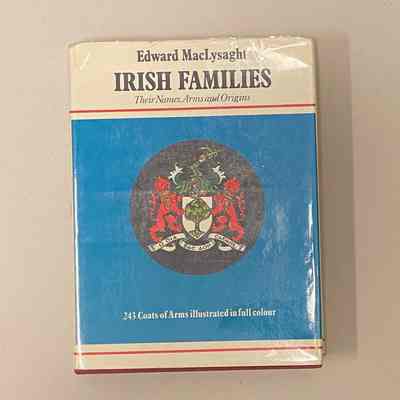 Edward MacLysaght
IRISH FAMILIES
Their Names, Arms and Origins
243 Coats of Arms illustrated in full colour